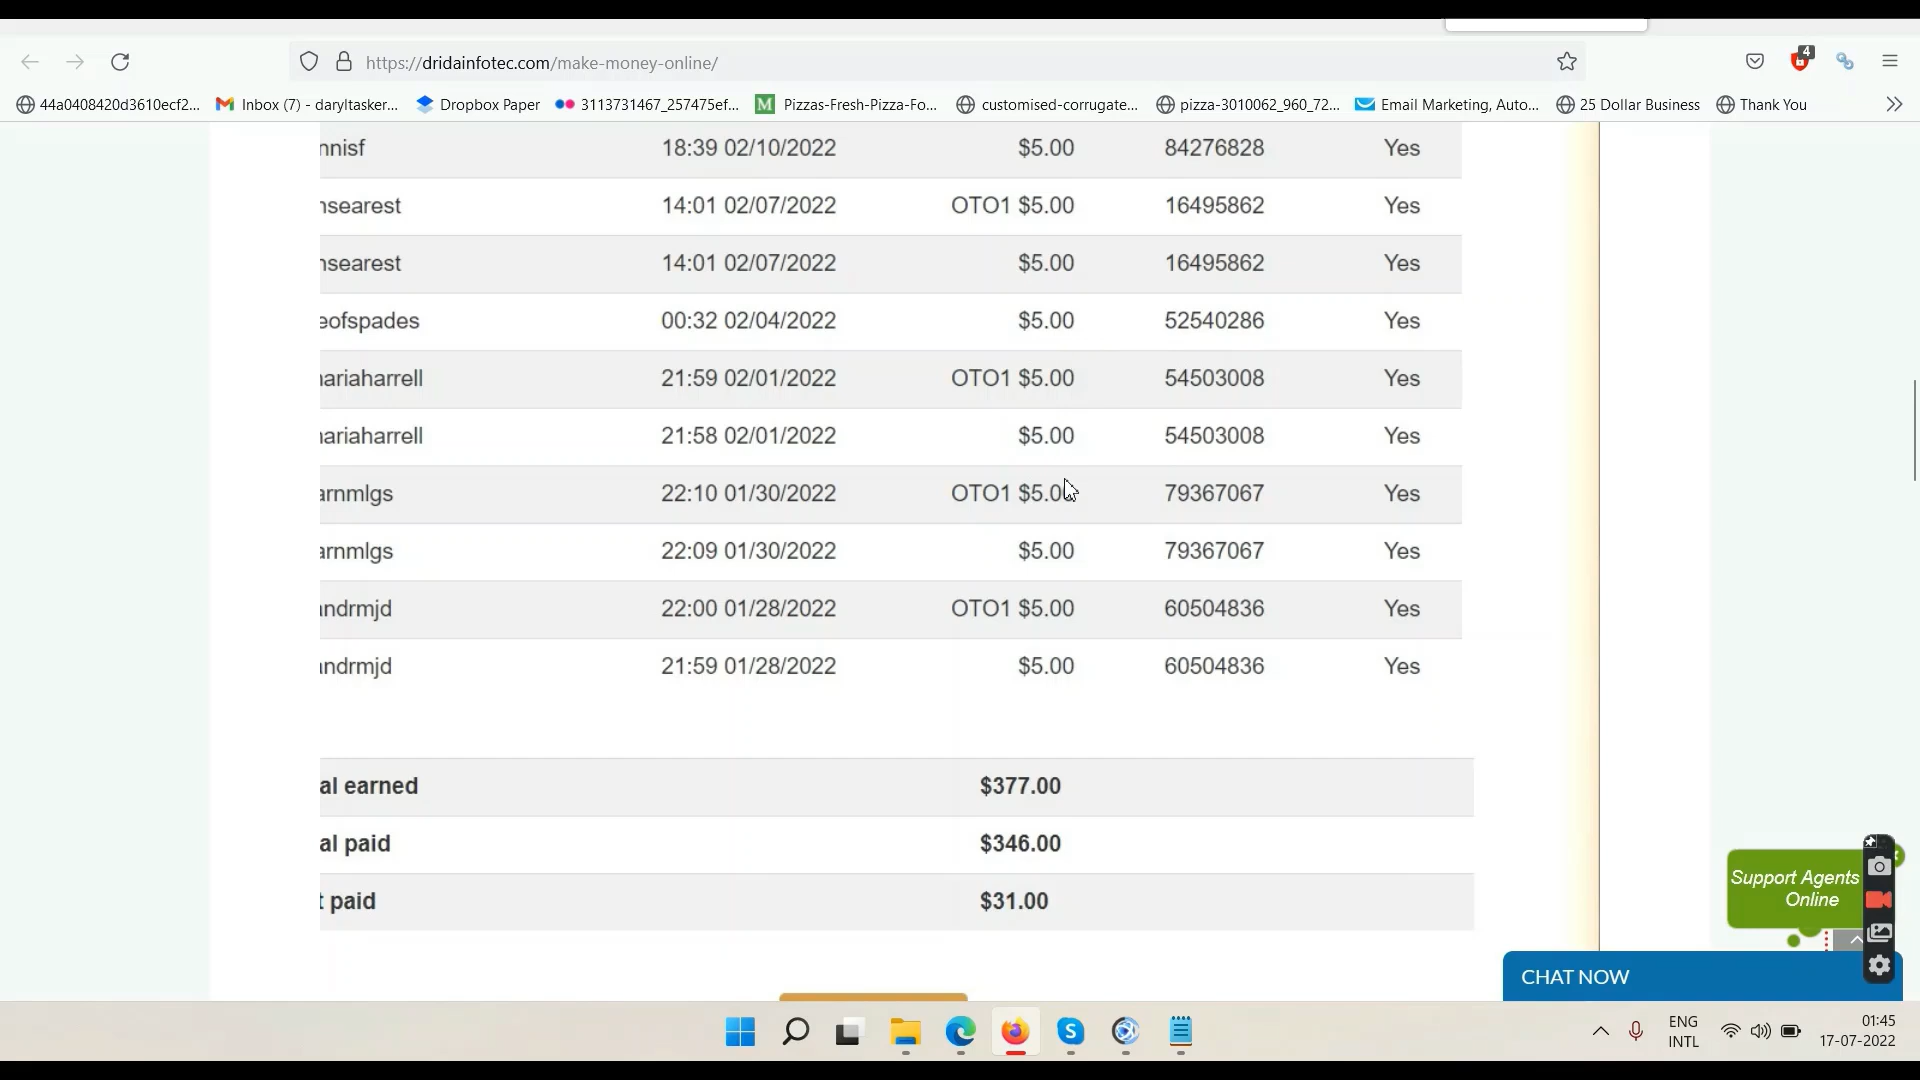 https://dridainfotec.com/make-money-online/
4
44a0408420d3610ecf2... Inbox (7) - daryltasker... Dropbox Paper 3113731467_257475ef... M Pizzas-Fresh-Pizza-Fo... customised-corrugate... pizza-3010062_960_72... Email Marketing, Auto... 25 Dollar Business Thank You
nnisf 18:39 02/10/2022 $5.00 84276828 Yes
nsearest 14:01 02/07/2022 OTO1 $5.00 16495862 Yes
nsearest 14:01 02/07/2022 $5.00 16495862 Yes
eofspades 00:32 02/04/2022 $5.00 52540286 Yes
nariaharrell 21:59 02/01/2022 OTO1 $5.00 54503008 Yes
nariaharrell 21:58 02/01/2022 $5.00 54503008 Yes
arnmlgs 22:10 01/30/2022 OTO1 $5.00 79367067 Yes
arnmlgs 22:09 01/30/2022 $5.00 79367067 Yes
andrmjd 22:00 01/28/2022 OTO1 $5.00 60504836 Yes
andrmjd 21:59 01/28/2022 $5.00 60504836 Yes
al earned $377.00
al paid $346.00
t paid $31.00
Support Agents
Online
CHAT NOW
S
ENG
INTL
01:45
17-07-2022